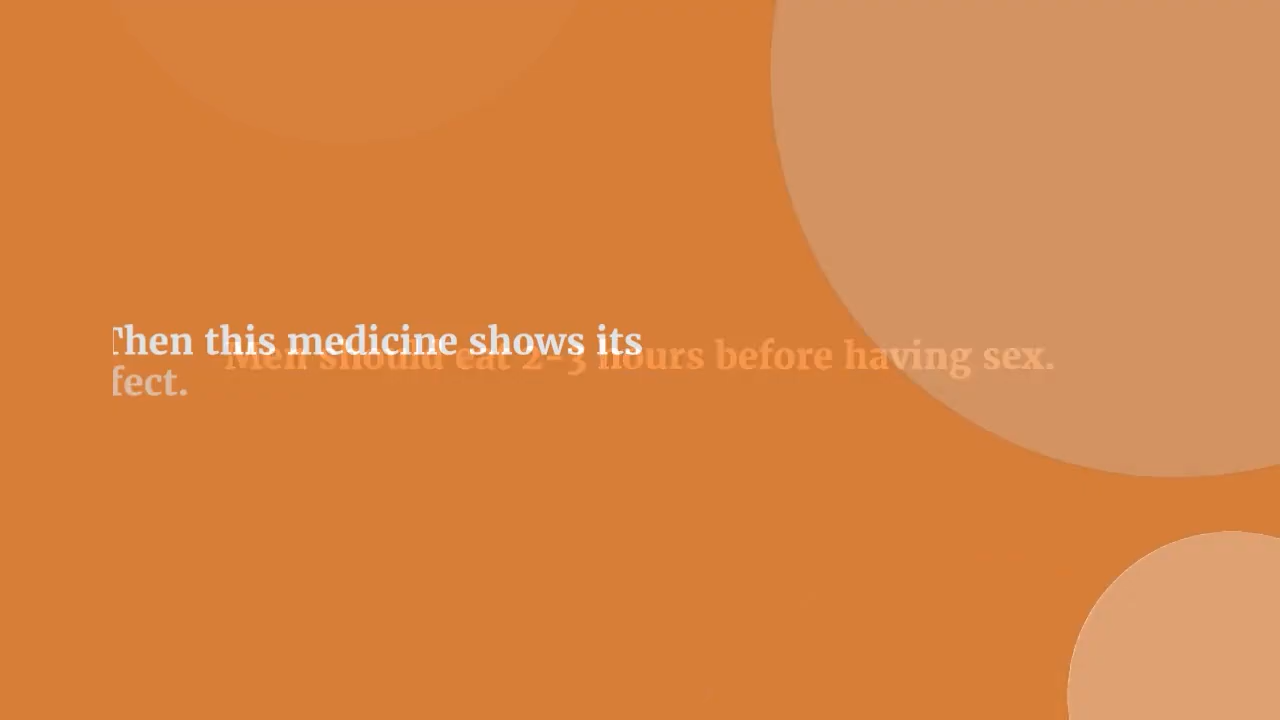 Then this medicine shows its
fect.
Men should eat 2-3 hours before having sex.